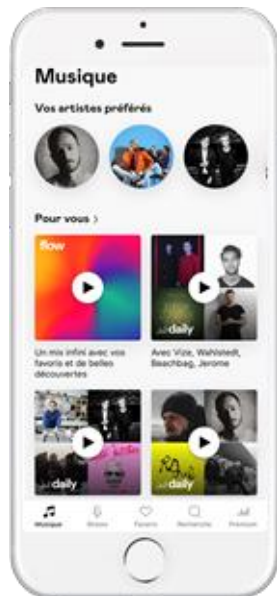 Musique
Vos artistes préférés
Pour vous >
flow
daily
Un mix infini avec vos
favoris et de belles
découvertes
Avec Vize, Wahlstedt,
Beachbag, Jerome
daily
daily
Musique
Favoris
Recherche
Premium